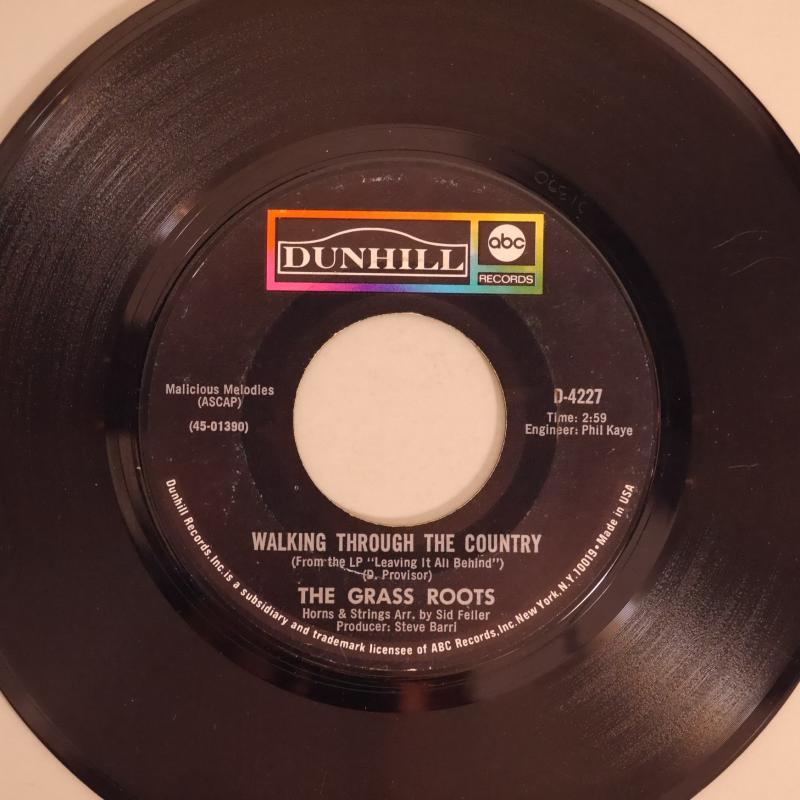 DUNHILL
abc
RECORDS
Malicious Melodies
(ASCAP)
(45-01390)
D-4227
Time: 2:59
Engineer: Phil Kaye
WALKING THROUGH THE COUNTRY
(From the LP "Leaving It All Behind")
(D. Provisor)
THE GRASS ROOTS
Horns & Strings Arr. by Sid Feller
Producer: Steve Barri
Dunhill Records, Inc. is a subsidiary and trademark licensee of ABC Records, Inc. New York, N.Y. 10019 • Made in USA